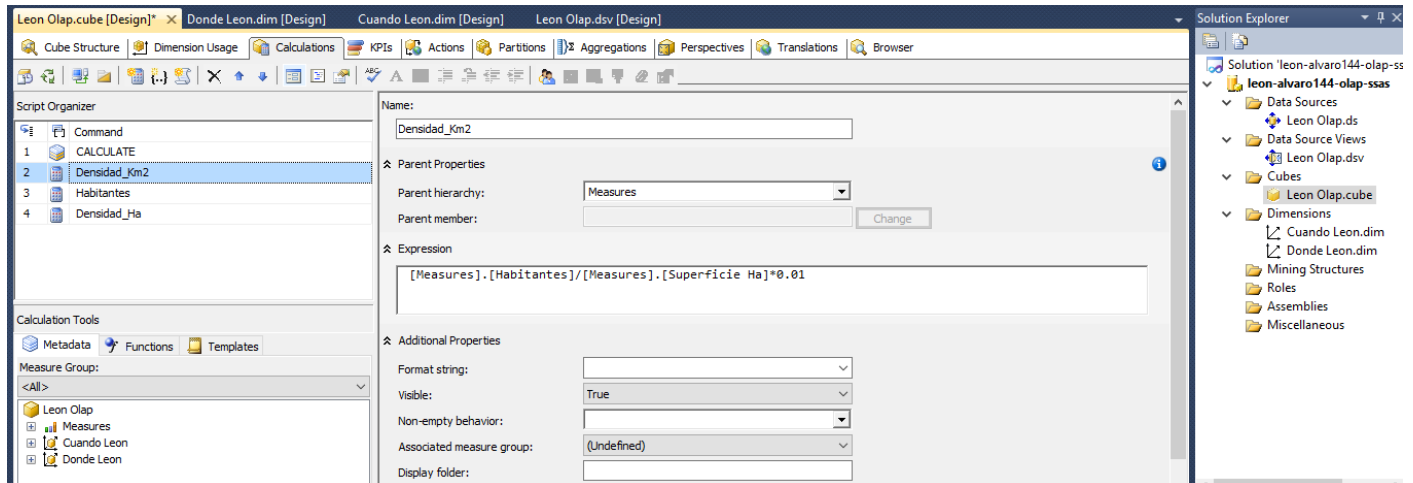 Leon Olap.cube [Design]* Donde Leon.dim [Design] Cuando Leon.dim [Design] Leon Olap.dsv [Design]
Cube Structure Dimension Usage Calculations KPIs Actions Partitions Aggregations Perspectives Translations Browser
Script Organizer
Command
1 CALCULATE
2 Densidad_Km2
3 Habitantes
4 Densidad_Ha
Calculation Tools
Metadata Functions Templates
Measure Group:
<All>
Leon Olap
Measures
Cuando Leon
Donde Leon
Name:
Densidad_Km2
Parent Properties
Parent hierarchy: Measures
Parent member: Change
Expression
[Measures].[Habitantes]/[Measures].[Superficie Ha]*0.01
Additional Properties
Format string:
Visible: True
Non-empty behavior:
Associated measure group: (Undefined)
Display folder:
Solution Explorer
Solution 'leon-alvaro144-olap-ss
leon-alvaro144-olap-ssas
Data Sources
Leon Olap.ds
Data Source Views
Leon Olap.dsv
Cubes
Leon Olap.cube
Dimensions
Cuando Leon.dim
Donde Leon.dim
Mining Structures
Roles
Assemblies
Miscellaneous